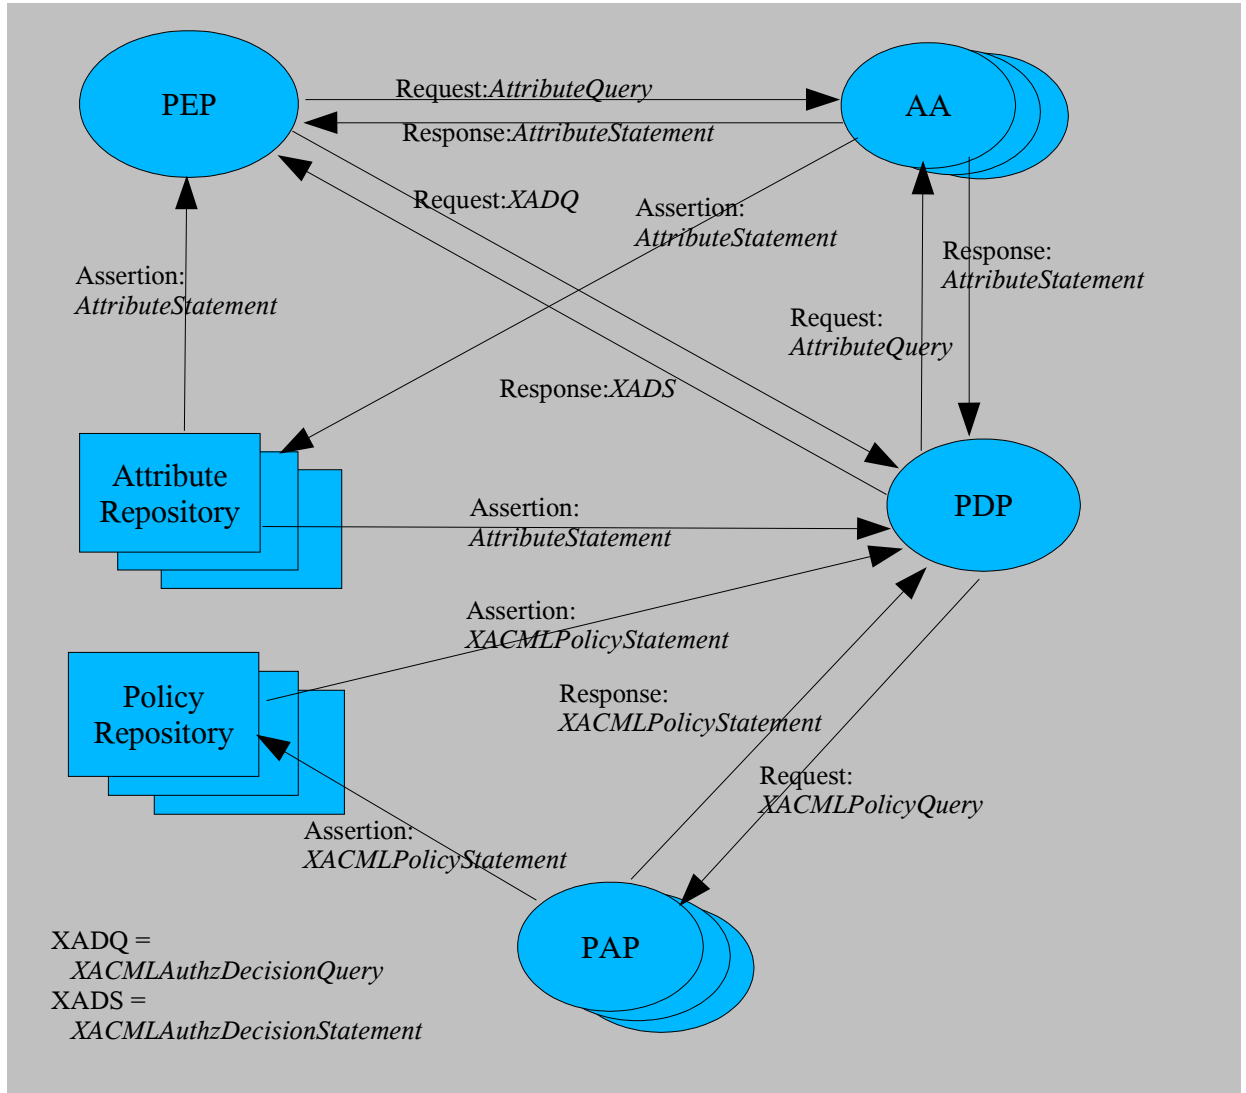 PEP
AA
Request:AttributeQuery
Response:AttributeStatement
Request:XADQ
Assertion:
AttributeStatement
Response:
AttributeStatement
Assertion:
AttributeStatement
Request:
AttributeQuery
Response:XADS
Attribute
Repository
Assertion:
AttributeStatement
PDP
Assertion:
XACMLPolicyStatement
Policy
Repository
Response:
XACMLPolicyStatement
Request:
XACMLPolicyQuery
Assertion:
XACMLPolicyStatement
PAP
XADQ =
XACMLAuthzDecisionQuery
XADS =
XACMLAuthzDecisionStatement